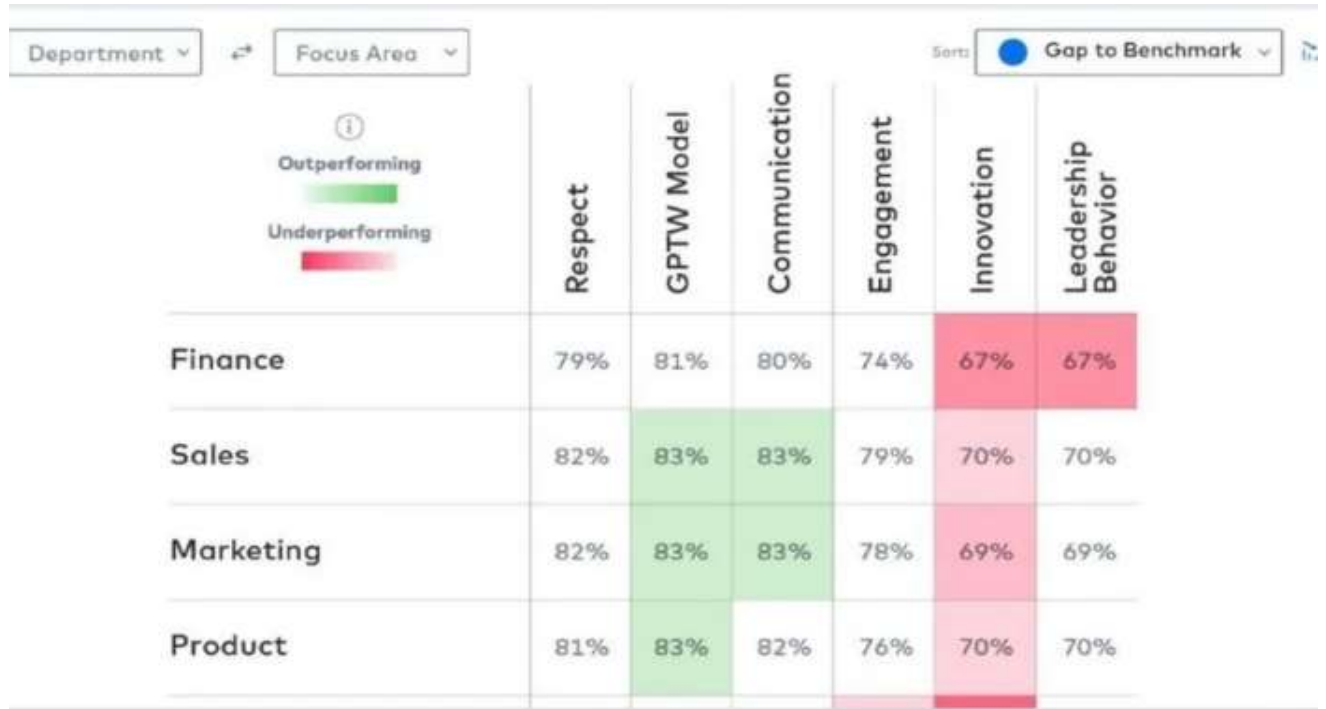 Department
Focus Area
Sort:
Gap to Benchmark
Outperforming
Underperforming
Respect
GPTW Model
Communication
Engagement
Innovation
Leadership
Behavior
Finance 79% 81% 80% 74% 67% 67%
Sales 82% 83% 83% 79% 70% 70%
Marketing 82% 83% 83% 78% 69% 69%
Product 81% 83% 82% 76% 70% 70%